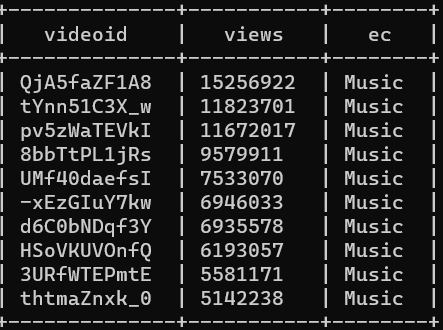 videoid | views | ec
QjA5faZF1A8 | 15256922 | Music
tYnn51C3X_w | 11823701 | Music
pv5zWaTEVkI | 11672017 | Music
8bbTtPL1jRs | 9579911 | Music
UMf40daefsI | 7533070 | Music
-xEzGIuY7kw | 6946033 | Music
d6C0bNDqf3Y | 6935578 | Music
HSoVKUVOnfQ | 6193057 | Music
3URfWTEPmtE | 5581171 | Music
thtmaZnxk_0 | 5142238 | Music